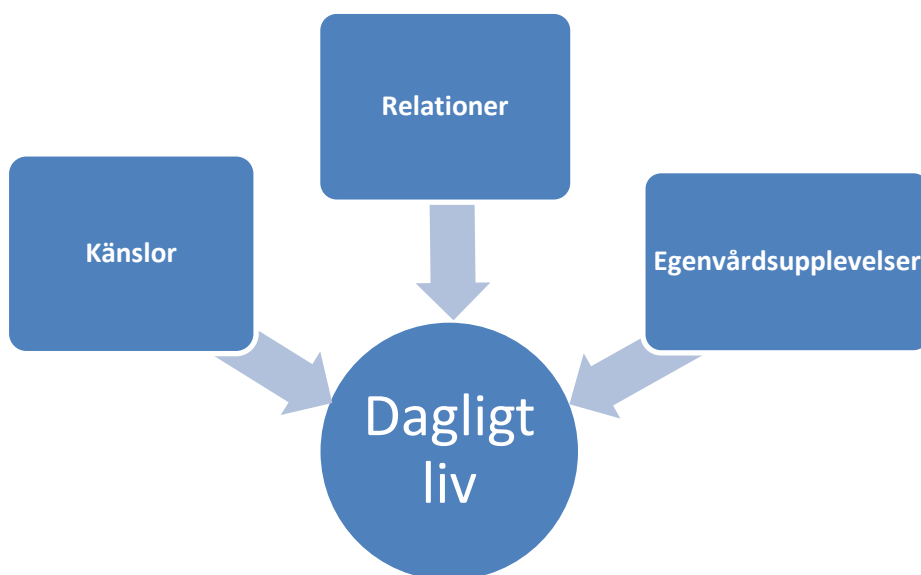 Relationer
Känslor
Egenvårdsupplevelser
Dagligt
liv